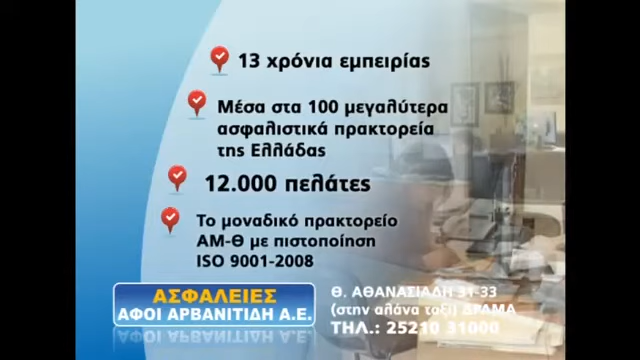 13 χρόνια εμπειρίας
Μέσα στα 100 μεγαλύτερα
ασφαλιστικά πρακτορεία
της Ελλάδας
12.000 πελάτες
Το μοναδικό πρακτορείο
ΑΜ-Θ με πιστοποίηση
ISO 9001-2008
ΑΣΦΑΛΕΙΕΣ
ΑΦΟΙ ΑΡΒΑΝΙΤΙΔΗ Α.Ε.
Θ. ΑΘΑΝΑΣΙΑΔΗ 31-33
(στην αλάνα ταξί) ΔΡΑΜΑ
ΤΗΛ.: 25210 31000